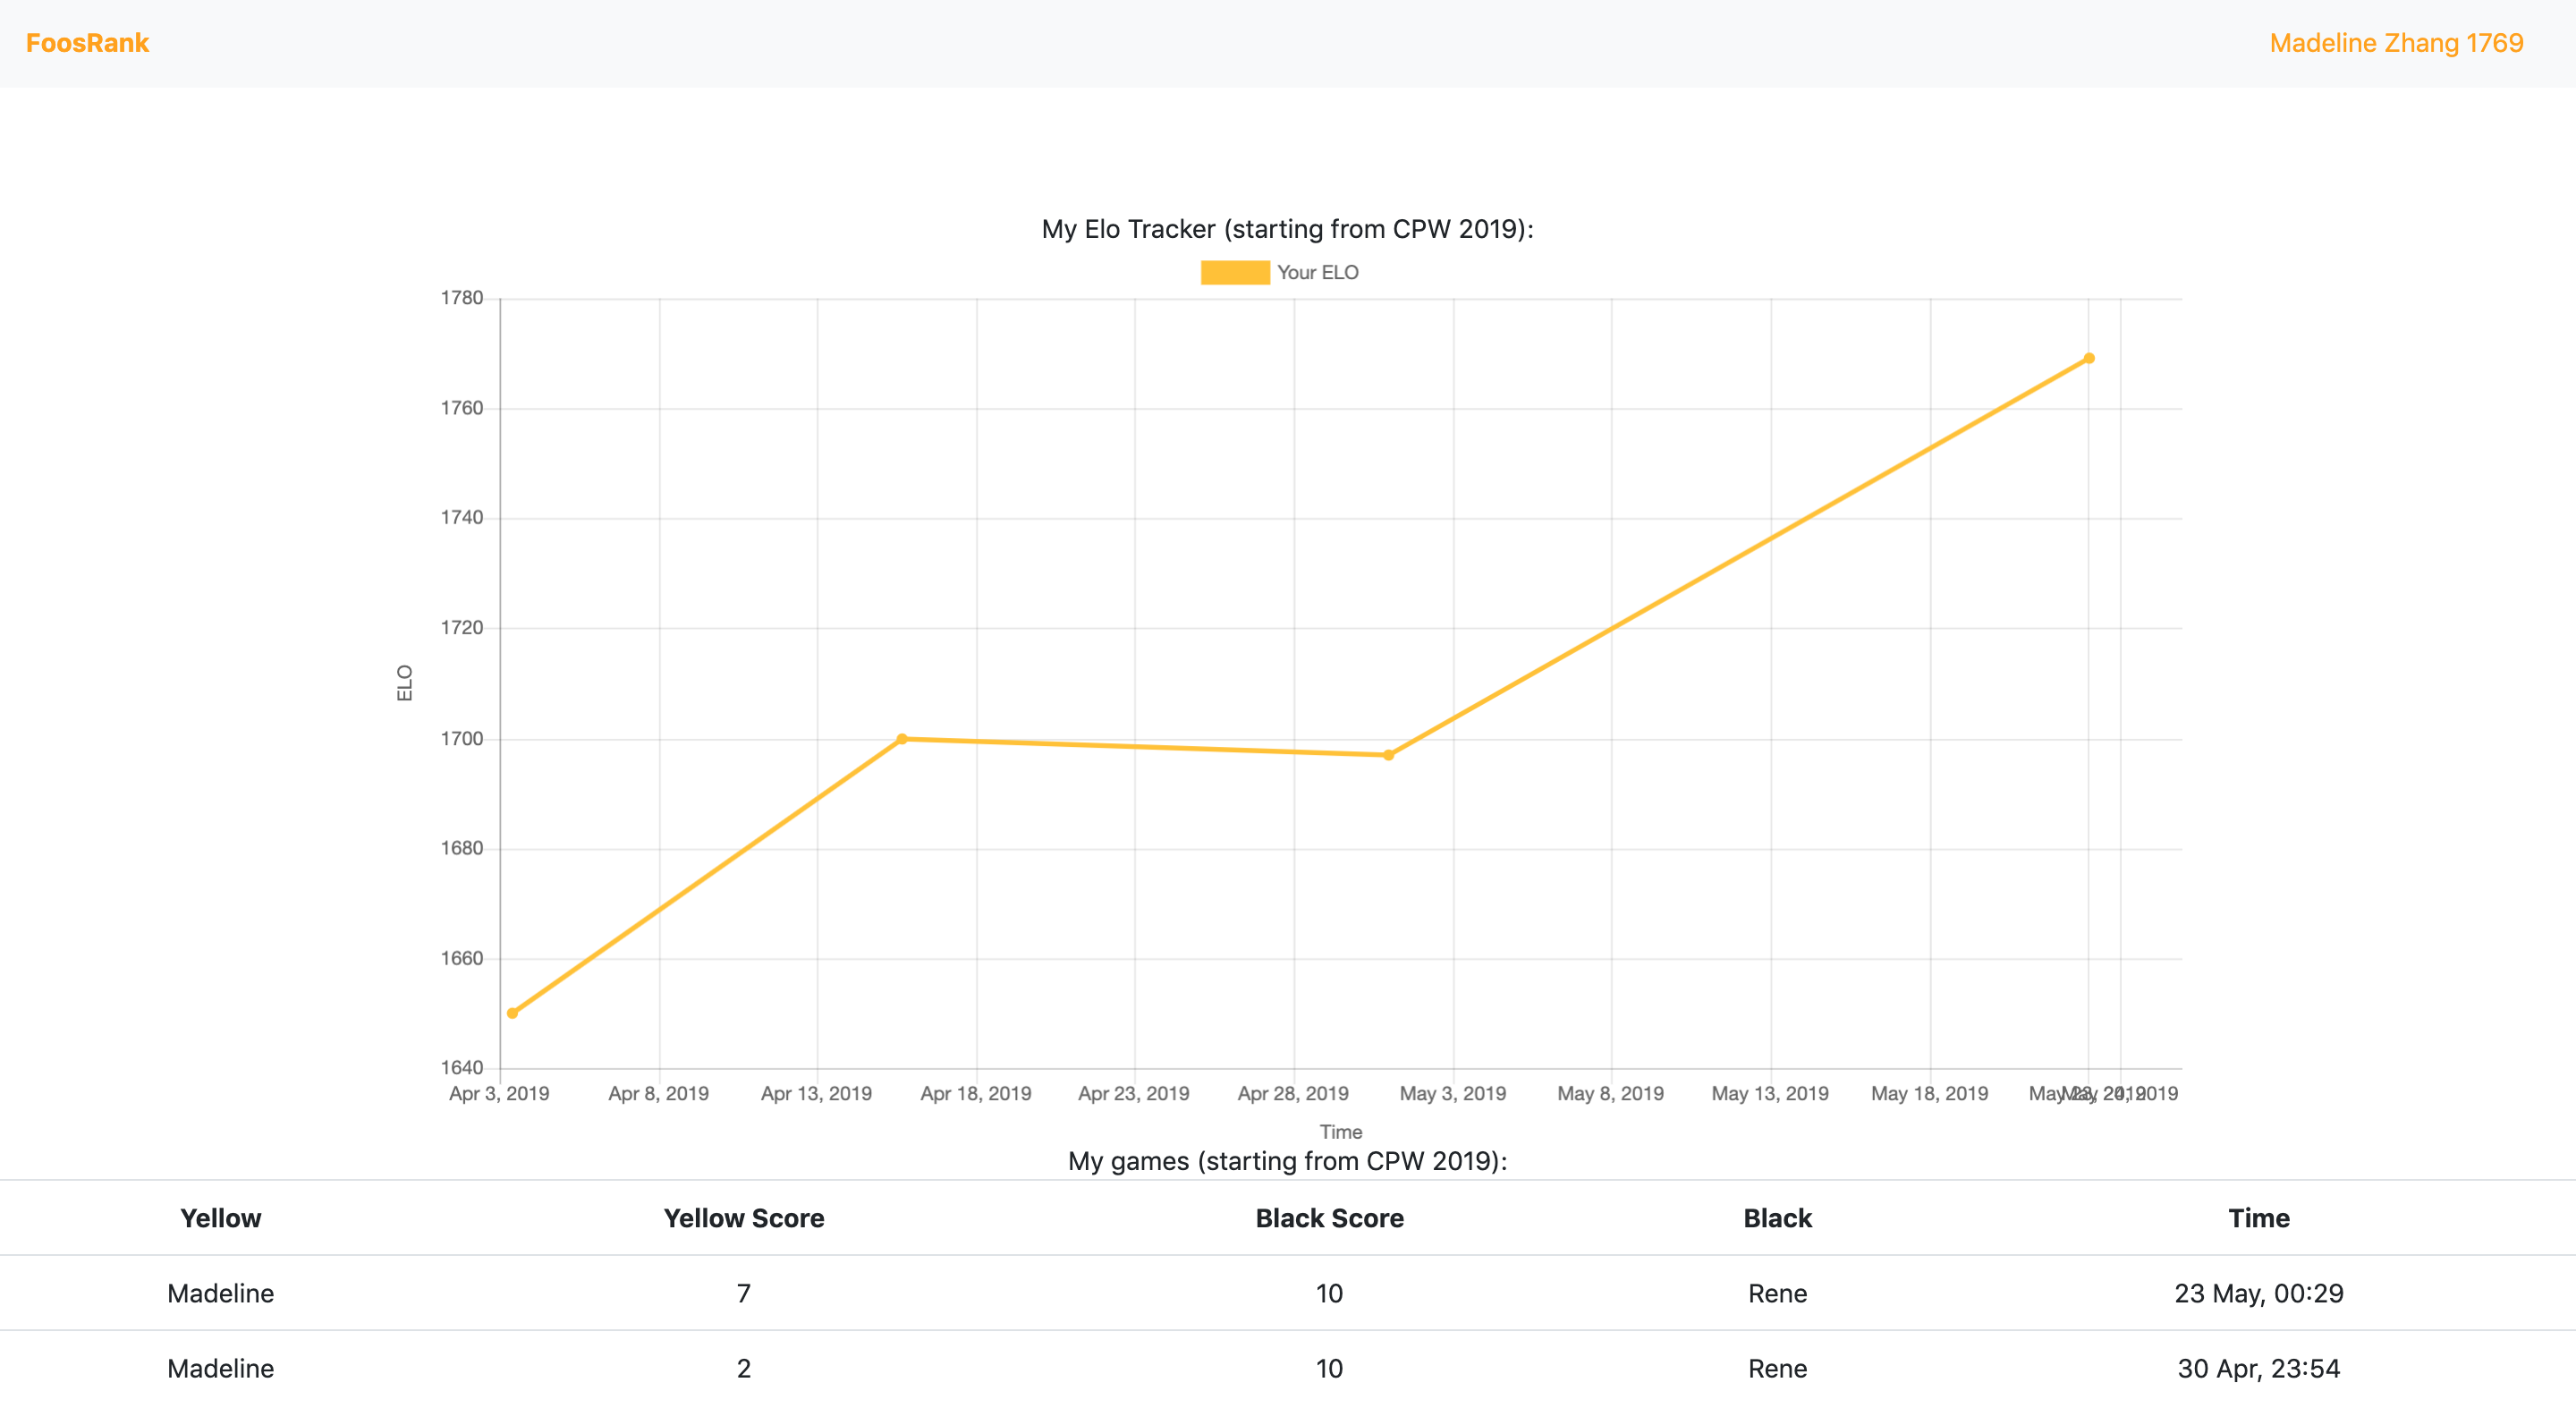 FoosRank Madeline Zhang 1769
My Elo Tracker (starting from CPW 2019):
Your ELO
1780
1760
1740
1720
ELO
1700
1680
1660
1640
Apr 3, 2019 Apr 8, 2019 Apr 13, 2019 Apr 18, 2019 Apr 23, 2019 Apr 28, 2019 May 3, 2019 May 8, 2019 May 13, 2019 May 18, 2019 May 23, 2019 May 24, 2019
Time
My games (starting from CPW 2019):
Yellow Yellow Score Black Score Black Time
Madeline 7 10 Rene 23 May, 00:29
Madeline 2 10 Rene 30 Apr, 23:54